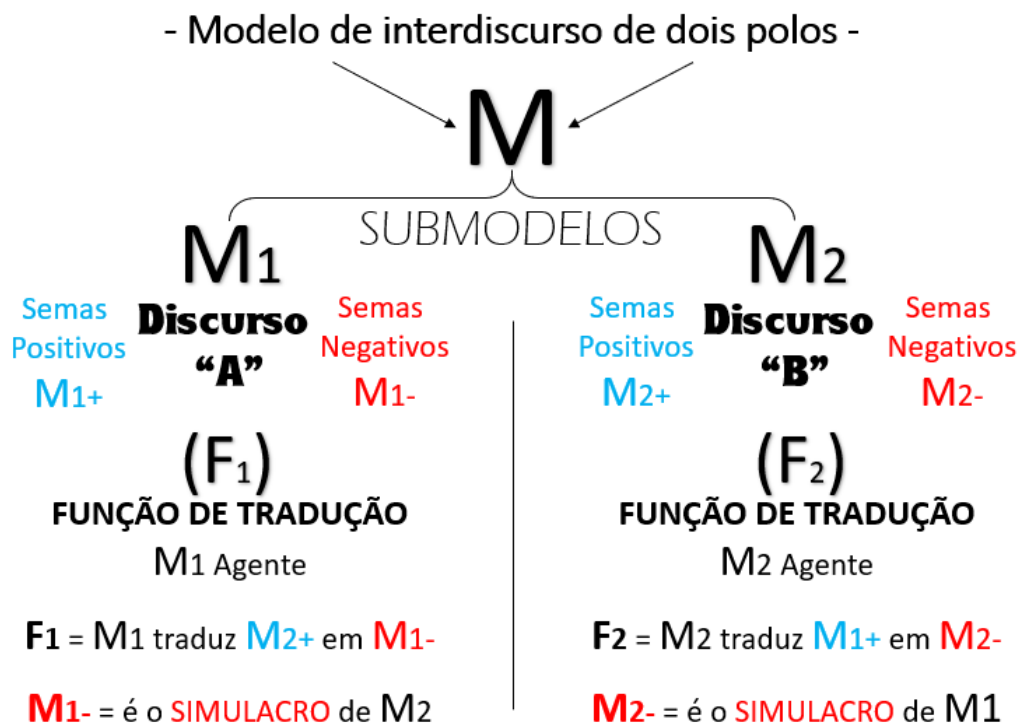 - Modelo de interdiscurso de dois polos -
M
SUBMODELOS
M1
Semas
Positivos
M1+
Discurso
“A”
Semas
Negativos
M1-
(F1)
FUNÇÃO DE TRADUÇÃO
M1 Agente
F1 = M1 traduz M2+ em M1-
M1- = é o SIMULACRO de M2
M2
Semas
Positivos
M2+
Discurso
“B”
Semas
Negativos
M2-
(F2)
FUNÇÃO DE TRADUÇÃO
M2 Agente
F2 = M2 traduz M1+ em M2-
M2- = é o SIMULACRO de M1